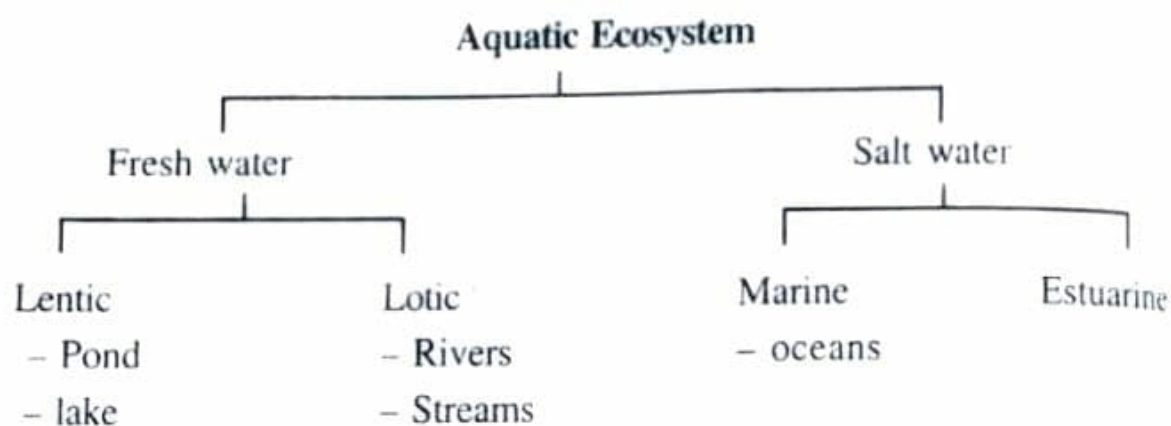 Aquatic Ecosystem
Fresh water
Salt water
Lentic
– Pond
– lake
Lotic
– Rivers
– Streams
Marine
– oceans
Estuarine